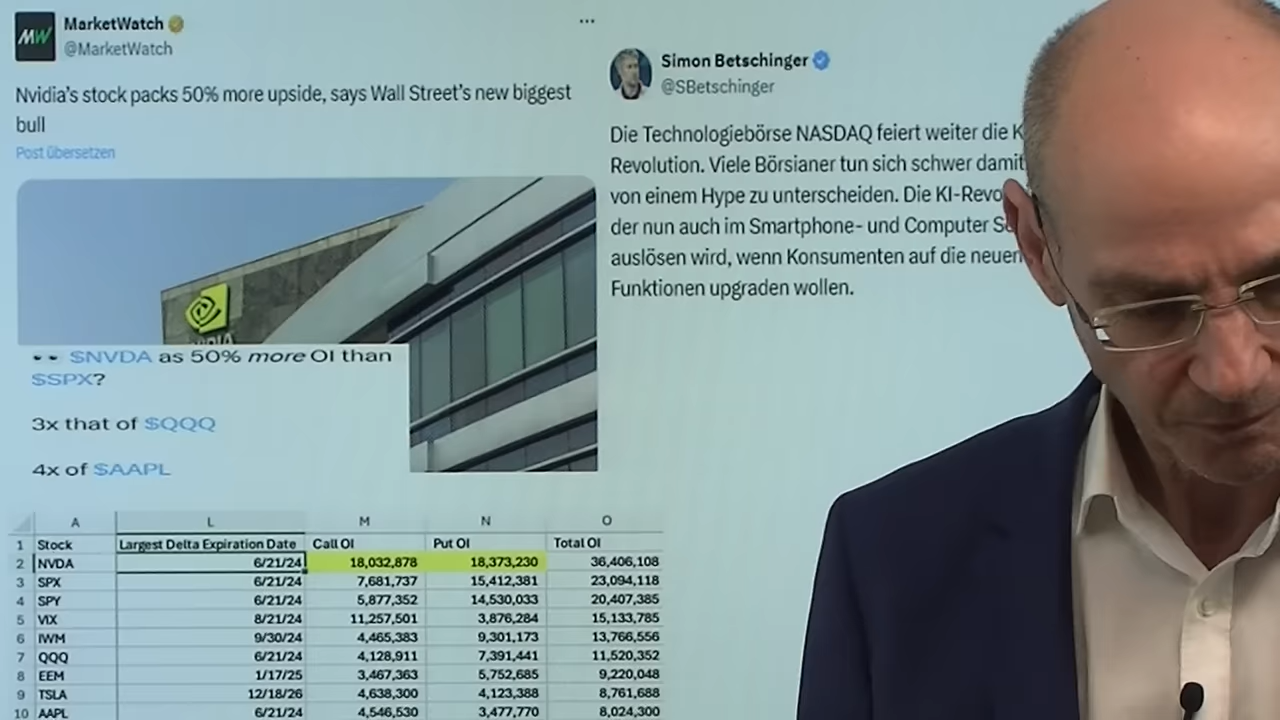 MW
MarketWatch
@MarketWatch
Nvidia's stock packs 50% more upside, says Wall Street's new biggest
bull
Post übersetzen
$NVDA as 50% more OI than
$SPX?
3x that of $QQQ
4x of $AAPL
Simon Betschinger
@SBetschinger
Die Technologiebörse NASDAQ feiert weiter die
Revolution. Viele Börsianer tun sich schwer damit
von einem Hype zu unterscheiden. Die
der nun auch im Smartphone- und Computer
auslösen wird, wenn Konsumenten auf die neuen
Funktionen upgraden wollen.
A L M N O
1 Stock Largest Delta Expiration Date Call OI Put OI Total OI
2 NVDA 6/21/24 18,032,878 18,373,230 36,406,108
3 SPX 6/21/24 7,681,737 15,412,381 23,094,118
4 SPY 6/21/24 5,877,352 14,530,033 20,407,385
5 VIX 8/21/24 11,257,501 3,876,284 15,133,785
6 IWM 9/30/24 4,465,383 9,301,173 13,766,556
7 QQQ 6/21/24 4,128,911 7,391,441 11,520,352
8 EEM 1/17/25 3,467,363 5,752,685 9,220,048
9 TSLA 12/18/26 4,638,300 4,123,388 8,761,688
10 AAPL 6/21/24 4,546,530 3,477,770 8,024,300